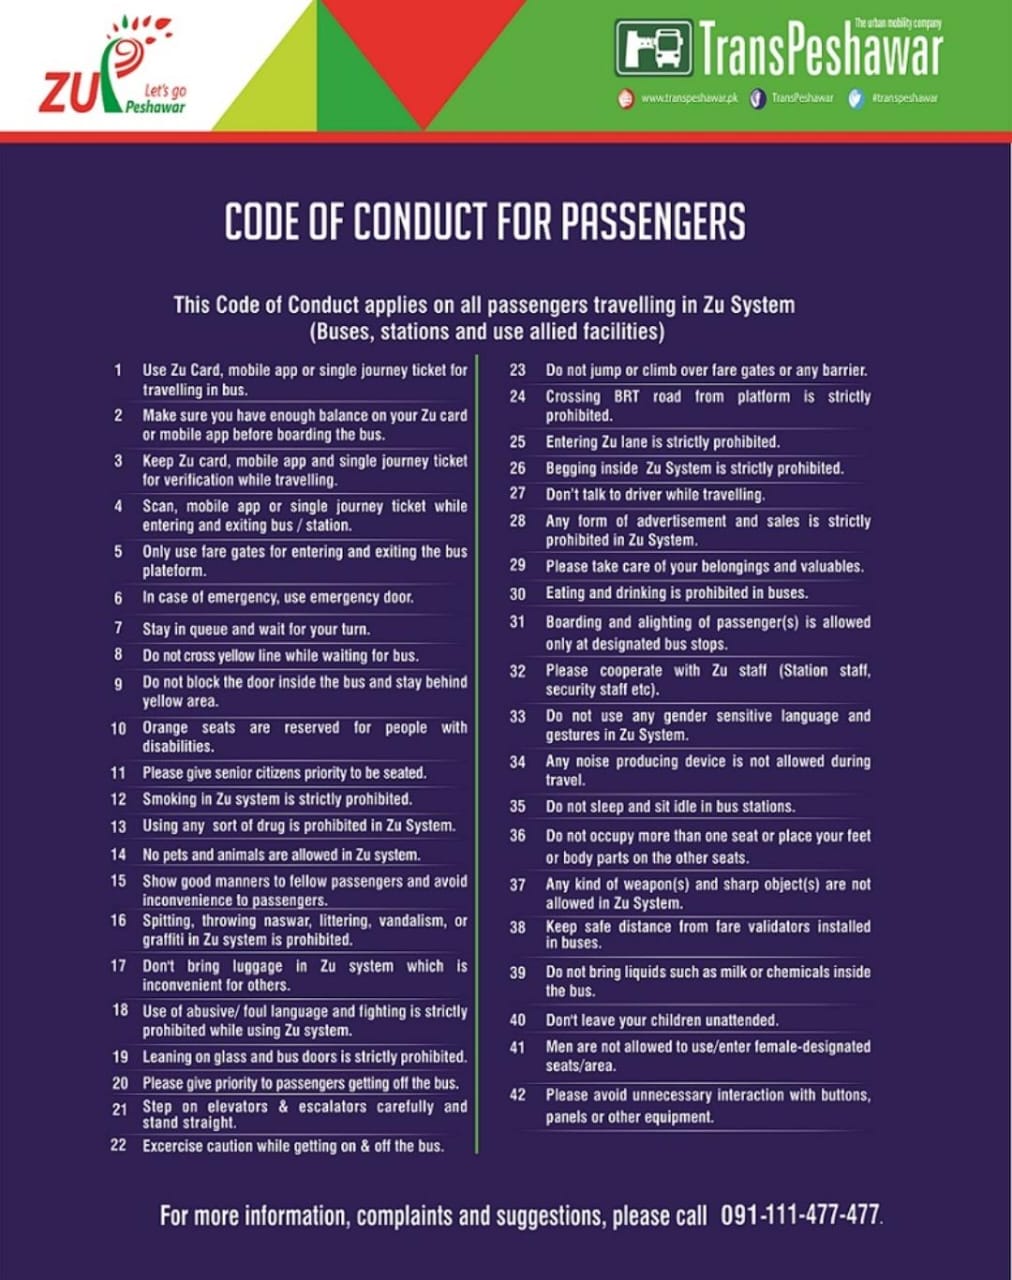 ZU
Let's go
Peshawar
The urban mobility company
TransPeshawar
www.transpeshawar.pk TransPeshawar #transpeshawar
CODE OF CONDUCT FOR PASSENGERS
This Code of Conduct applies on all passengers travelling in Zu System
(Buses, stations and use allied facilities)
1 Use Zu Card, mobile app or single journey ticket for
travelling in bus.
2 Make sure you have enough balance on your Zu card
or mobile app before boarding the bus.
3 Keep Zu card, mobile app and single journey ticket
for verification while travelling.
4 Scan, mobile app or single journey ticket while
entering and exiting bus / station.
5 Only use fare gates for entering and exiting the bus
plateform.
6 In case of emergency, use emergency door.
7 Stay in queue and wait for your turn.
8 Do not cross yellow line while waiting for bus.
9 Do not block the door inside the bus and stay behind
yellow area.
10 Orange seats are reserved for people with
disabilities.
11 Please give senior citizens priority to be seated.
12 Smoking in Zu system is strictly prohibited.
13 Using any sort of drug is prohibited in Zu System.
14 No pets and animals are allowed in Zu system.
15 Show good manners to fellow passengers and avoid
inconvenience to passengers.
16 Spitting, throwing naswar, littering, vandalism, or
graffiti in Zu system is prohibited.
17 Don't bring luggage in Zu system which is
inconvenient for others.
18 Use of abusive/ foul language and fighting is strictly
prohibited while using Zu system.
19 Leaning on glass and bus doors is strictly prohibited.
20 Please give priority to passengers getting off the bus.
21 Step on elevators & escalators carefully and
stand straight.
22 Excercise caution while getting on & off the bus.
23 Do not jump or climb over fare gates or any barrier.
24 Crossing BRT road from platform is strictly
prohibited.
25 Entering Zu lane is strictly prohibited.
26 Begging inside Zu System is strictly prohibited.
27 Don't talk to driver while travelling.
28 Any form of advertisement and sales is strictly
prohibited in Zu System.
29 Please take care of your belongings and valuables.
30 Eating and drinking is prohibited in buses.
31 Boarding and alighting of passenger(s) is allowed
only at designated bus stops.
32 Please cooperate with Zu staff (Station staff,
security staff etc).
33 Do not use any gender sensitive language and
gestures in Zu System.
34 Any noise producing device is not allowed during
travel.
35 Do not sleep and sit idle in bus stations.
36 Do not occupy more than one seat or place your feet
or body parts on the other seats.
37 Any kind of weapon(s) and sharp object(s) are not
allowed in Zu System.
38 Keep safe distance from fare validators installed
in buses.
39 Do not bring liquids such as milk or chemicals inside
the bus.
40 Don't leave your children unattended.
41 Men are not allowed to use/enter female-designated
seats/area.
42 Please avoid unnecessary interaction with buttons,
panels or other equipment.
For more information, complaints and suggestions, please call 091-111-477-477.